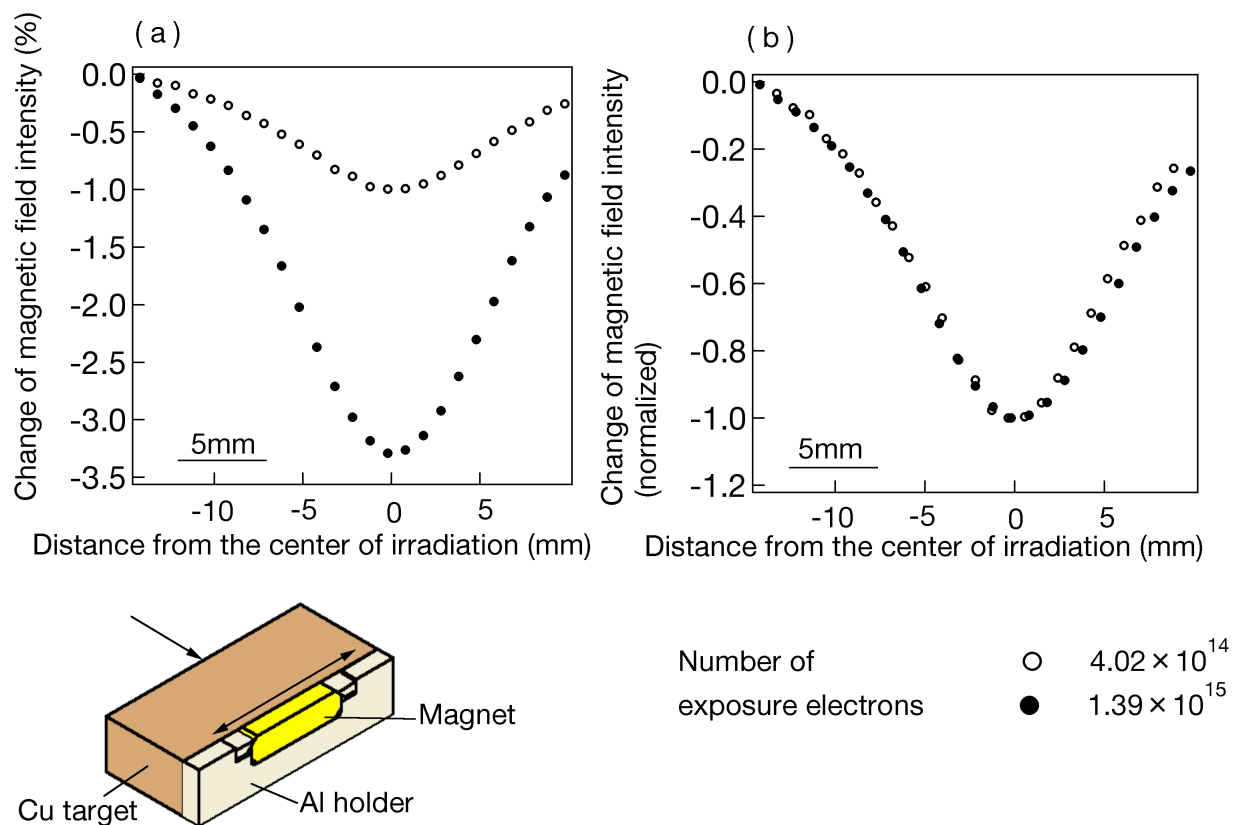 (a)
Change of magnetic field intensity (%)
0.0
-0.5
-1.0
-1.5
-2.0
-2.5
-3.0
-3.5
5mm
-10 -5 0 5
Distance from the center of irradiation (mm)
(b)
Change of magnetic field intensity
(normalized)
0.0
-0.2
-0.4
-0.6
-0.8
-1.0
-1.2
5mm
-10 -5 0 5
Distance from the center of irradiation (mm)
Magnet
Cu target
Al holder
Number of ○ 4.02×10¹⁴
exposure electrons ● 1.39×10¹⁵